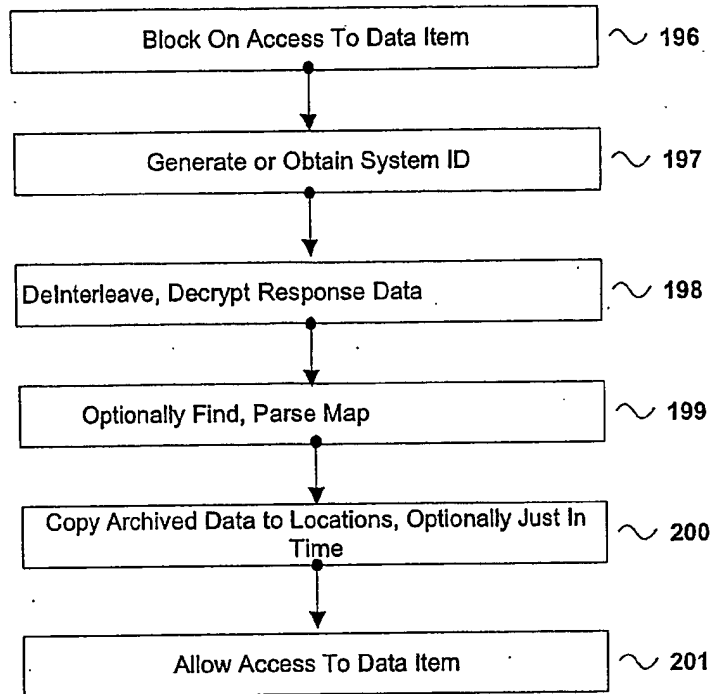 Block On Access To Data Item 196
Generate or Obtain System ID 197
DeInterleave, Decrypt Response Data 198
Optionally Find, Parse Map 199
Copy Archived Data to Locations, Optionally Just In
Time 200
Allow Access To Data Item 201